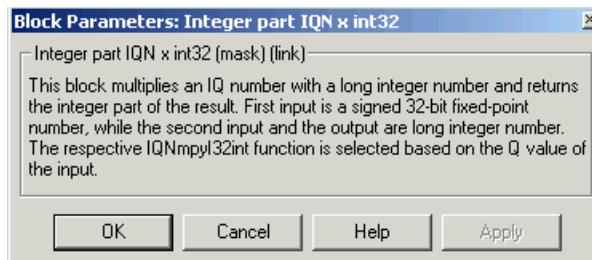 Block Parameters: Integer part IQN x int32
Integer part IQN x int32 (mask) (link)
This block multiplies an IQ number with a long integer number and returns
the integer part of the result. First input is a signed 32-bit fixed-point
number, while the second input and the output are long integer number.
The respective IQNmpyI32int function is selected based on the Q value of
the input.
OK Cancel Help Apply